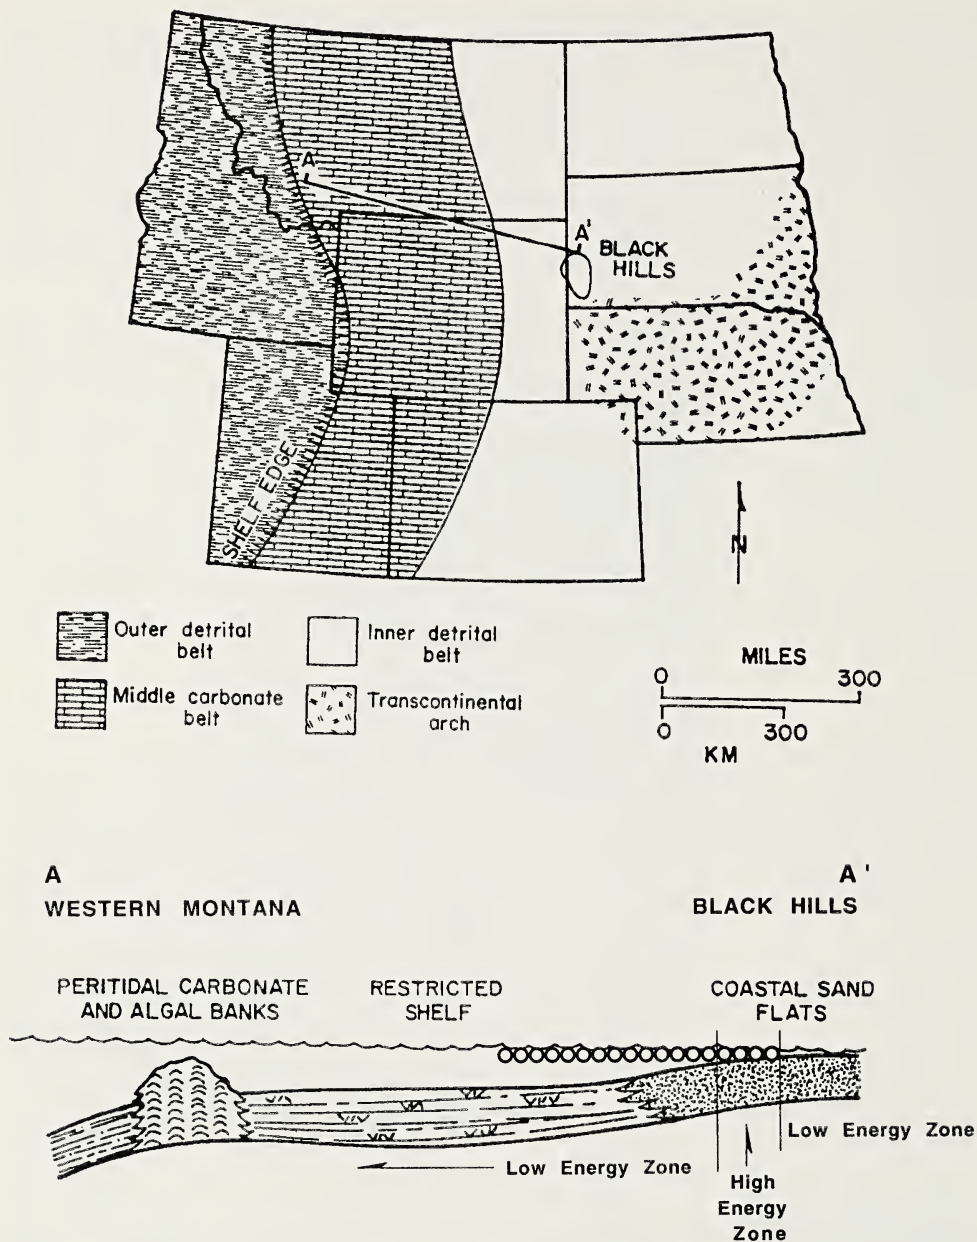 A
A'
BLACK
HILLS
SHELF EDGE
N
Outer detrital
belt
Inner detrital
belt
Middle carbonate
belt
Transcontinental
arch
MILES
0 300
0 300
KM
A A'
WESTERN MONTANA BLACK HILLS
PERITIDAL CARBONATE
AND ALGAL BANKS
RESTRICTED
SHELF
COASTAL SAND
FLATS
Low Energy Zone
High
Energy
Zone
Low Energy Zone